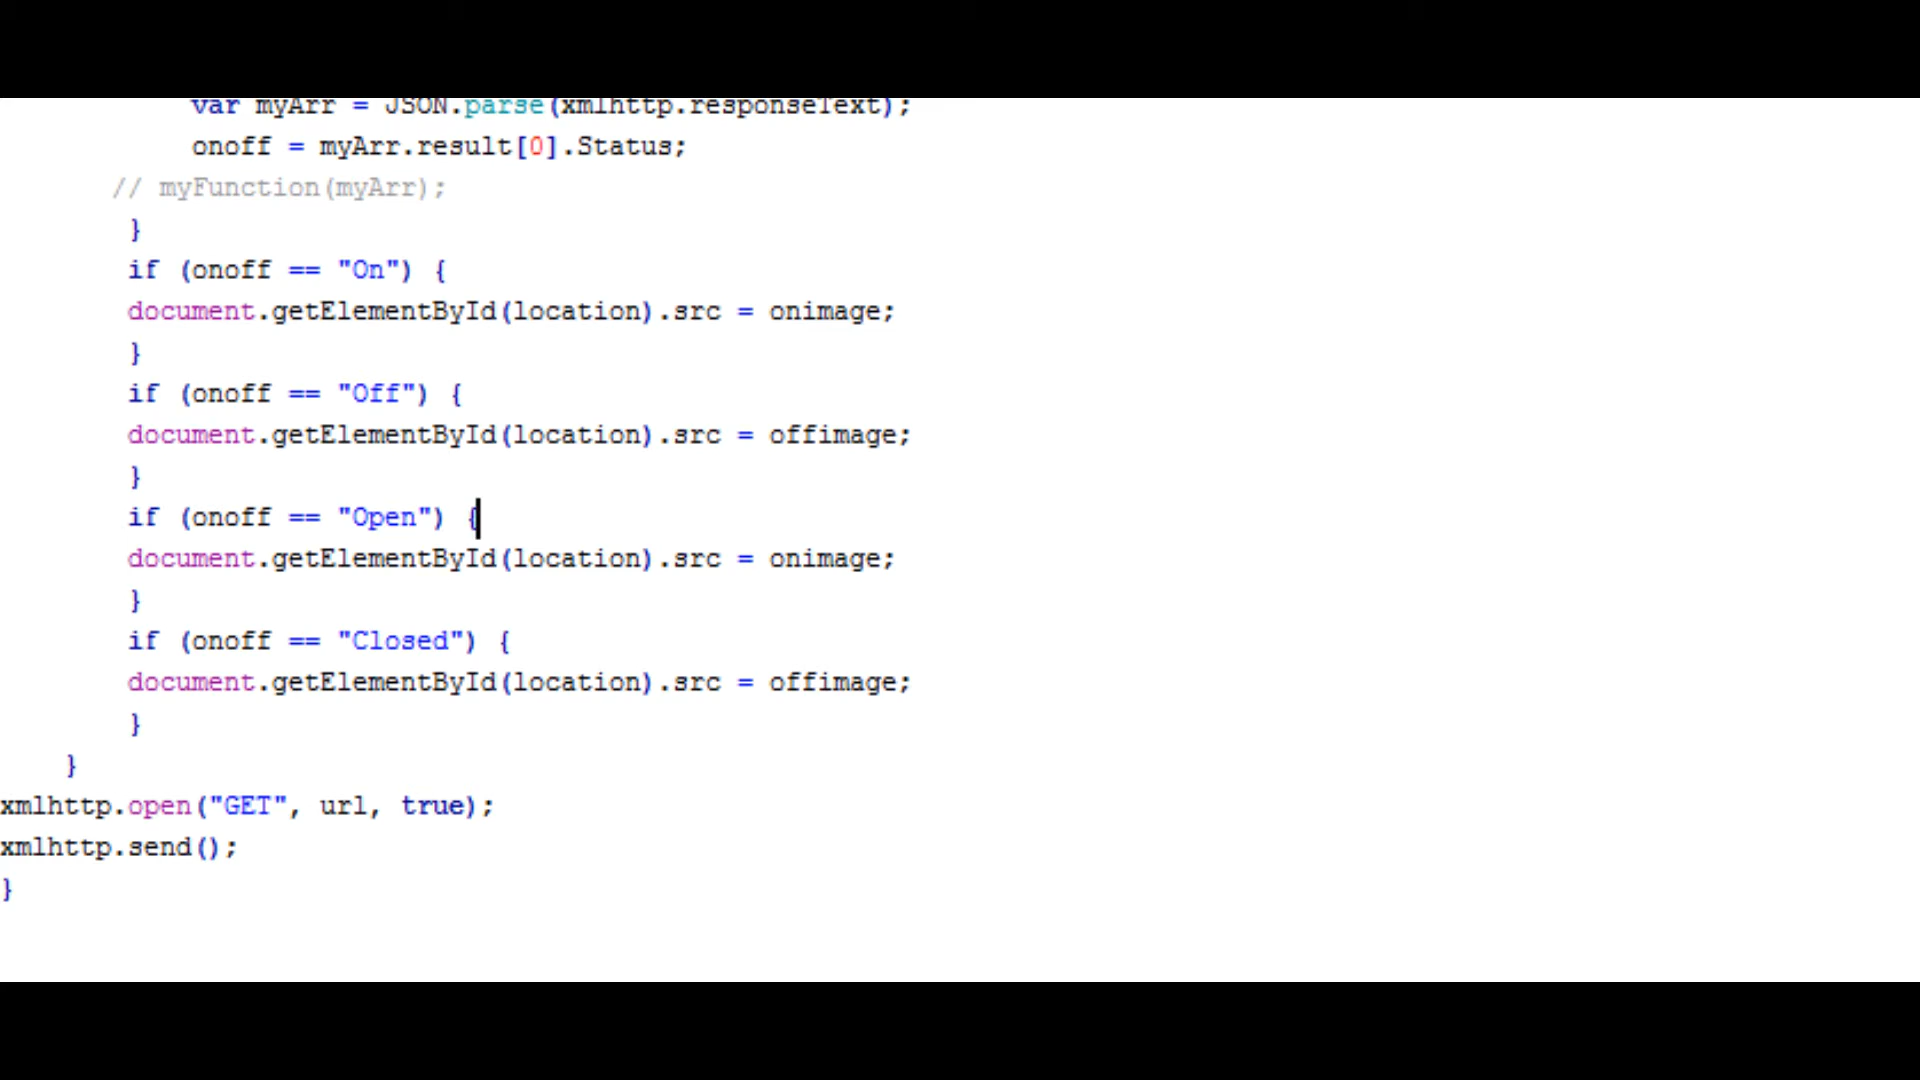 var myArr = JSON.parse(xmlhttp.responseText);
onoff = myArr.result[0].Status;
// myFunction(myArr);
}
if (onoff == "On") {
document.getElementById(location).src = onimage;
}
if (onoff == "Off") {
document.getElementById(location).src = offimage;
}
if (onoff == "Open") {
document.getElementById(location).src = onimage;
}
if (onoff == "Closed") {
document.getElementById(location).src = offimage;
}
}
xmlhttp.open("GET", url, true);
xmlhttp.send();
}